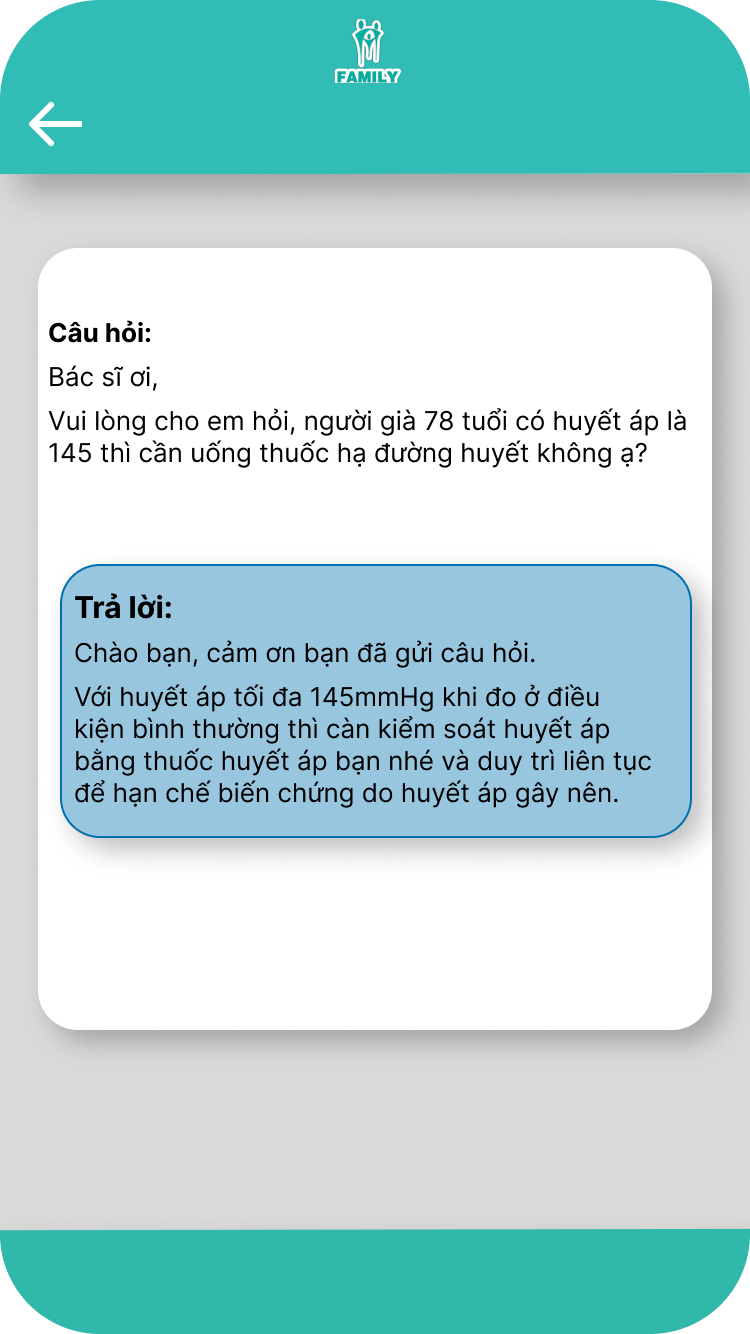 FAMILY
Câu hỏi:
Bác sĩ ơi,
Vui lòng cho em hỏi, người già 78 tuổi có huyết áp là
145 thì cần uống thuốc hạ đường huyết không ạ?
Trả lời:
Chào bạn, cảm ơn bạn đã gửi câu hỏi.
Với huyết áp tối đa 145mmHg khi đo ở điều
kiện bình thường thì càn kiểm soát huyết áp
bằng thuốc huyết áp bạn nhé và duy trì liên tục
để hạn chế biến chứng do huyết áp gây nên.